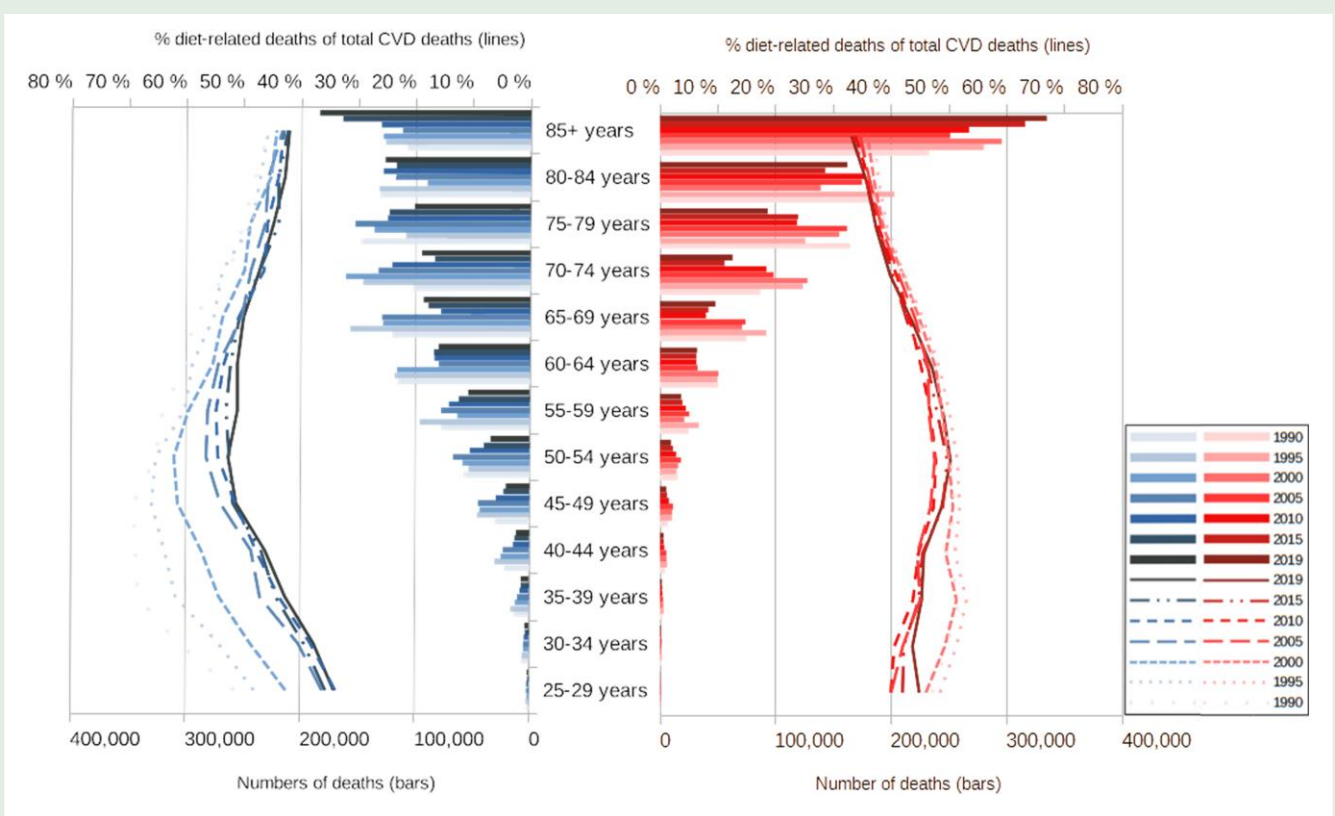 % diet-related deaths of total CVD deaths (lines)
80 % 70 % 60 % 50 % 40 % 30 % 20 % 10 % 0 %
% diet-related deaths of total CVD deaths (lines)
0 % 10 % 20 % 30 % 40 % 50 % 60 % 70 % 80 %
85+ years
80-84 years
75-79 years
70-74 years
65-69 years
60-64 years
55-59 years
50-54 years
45-49 years
40-44 years
35-39 years
30-34 years
25-29 years
400,000 300,000 200,000 100,000 0
Numbers of deaths (bars)
0 100,000 200,000 300,000 400,000
Number of deaths (bars)
1990
1995
2000
2005
2010
2015
2019
2019
2015
2010
2005
2000
1995
1990